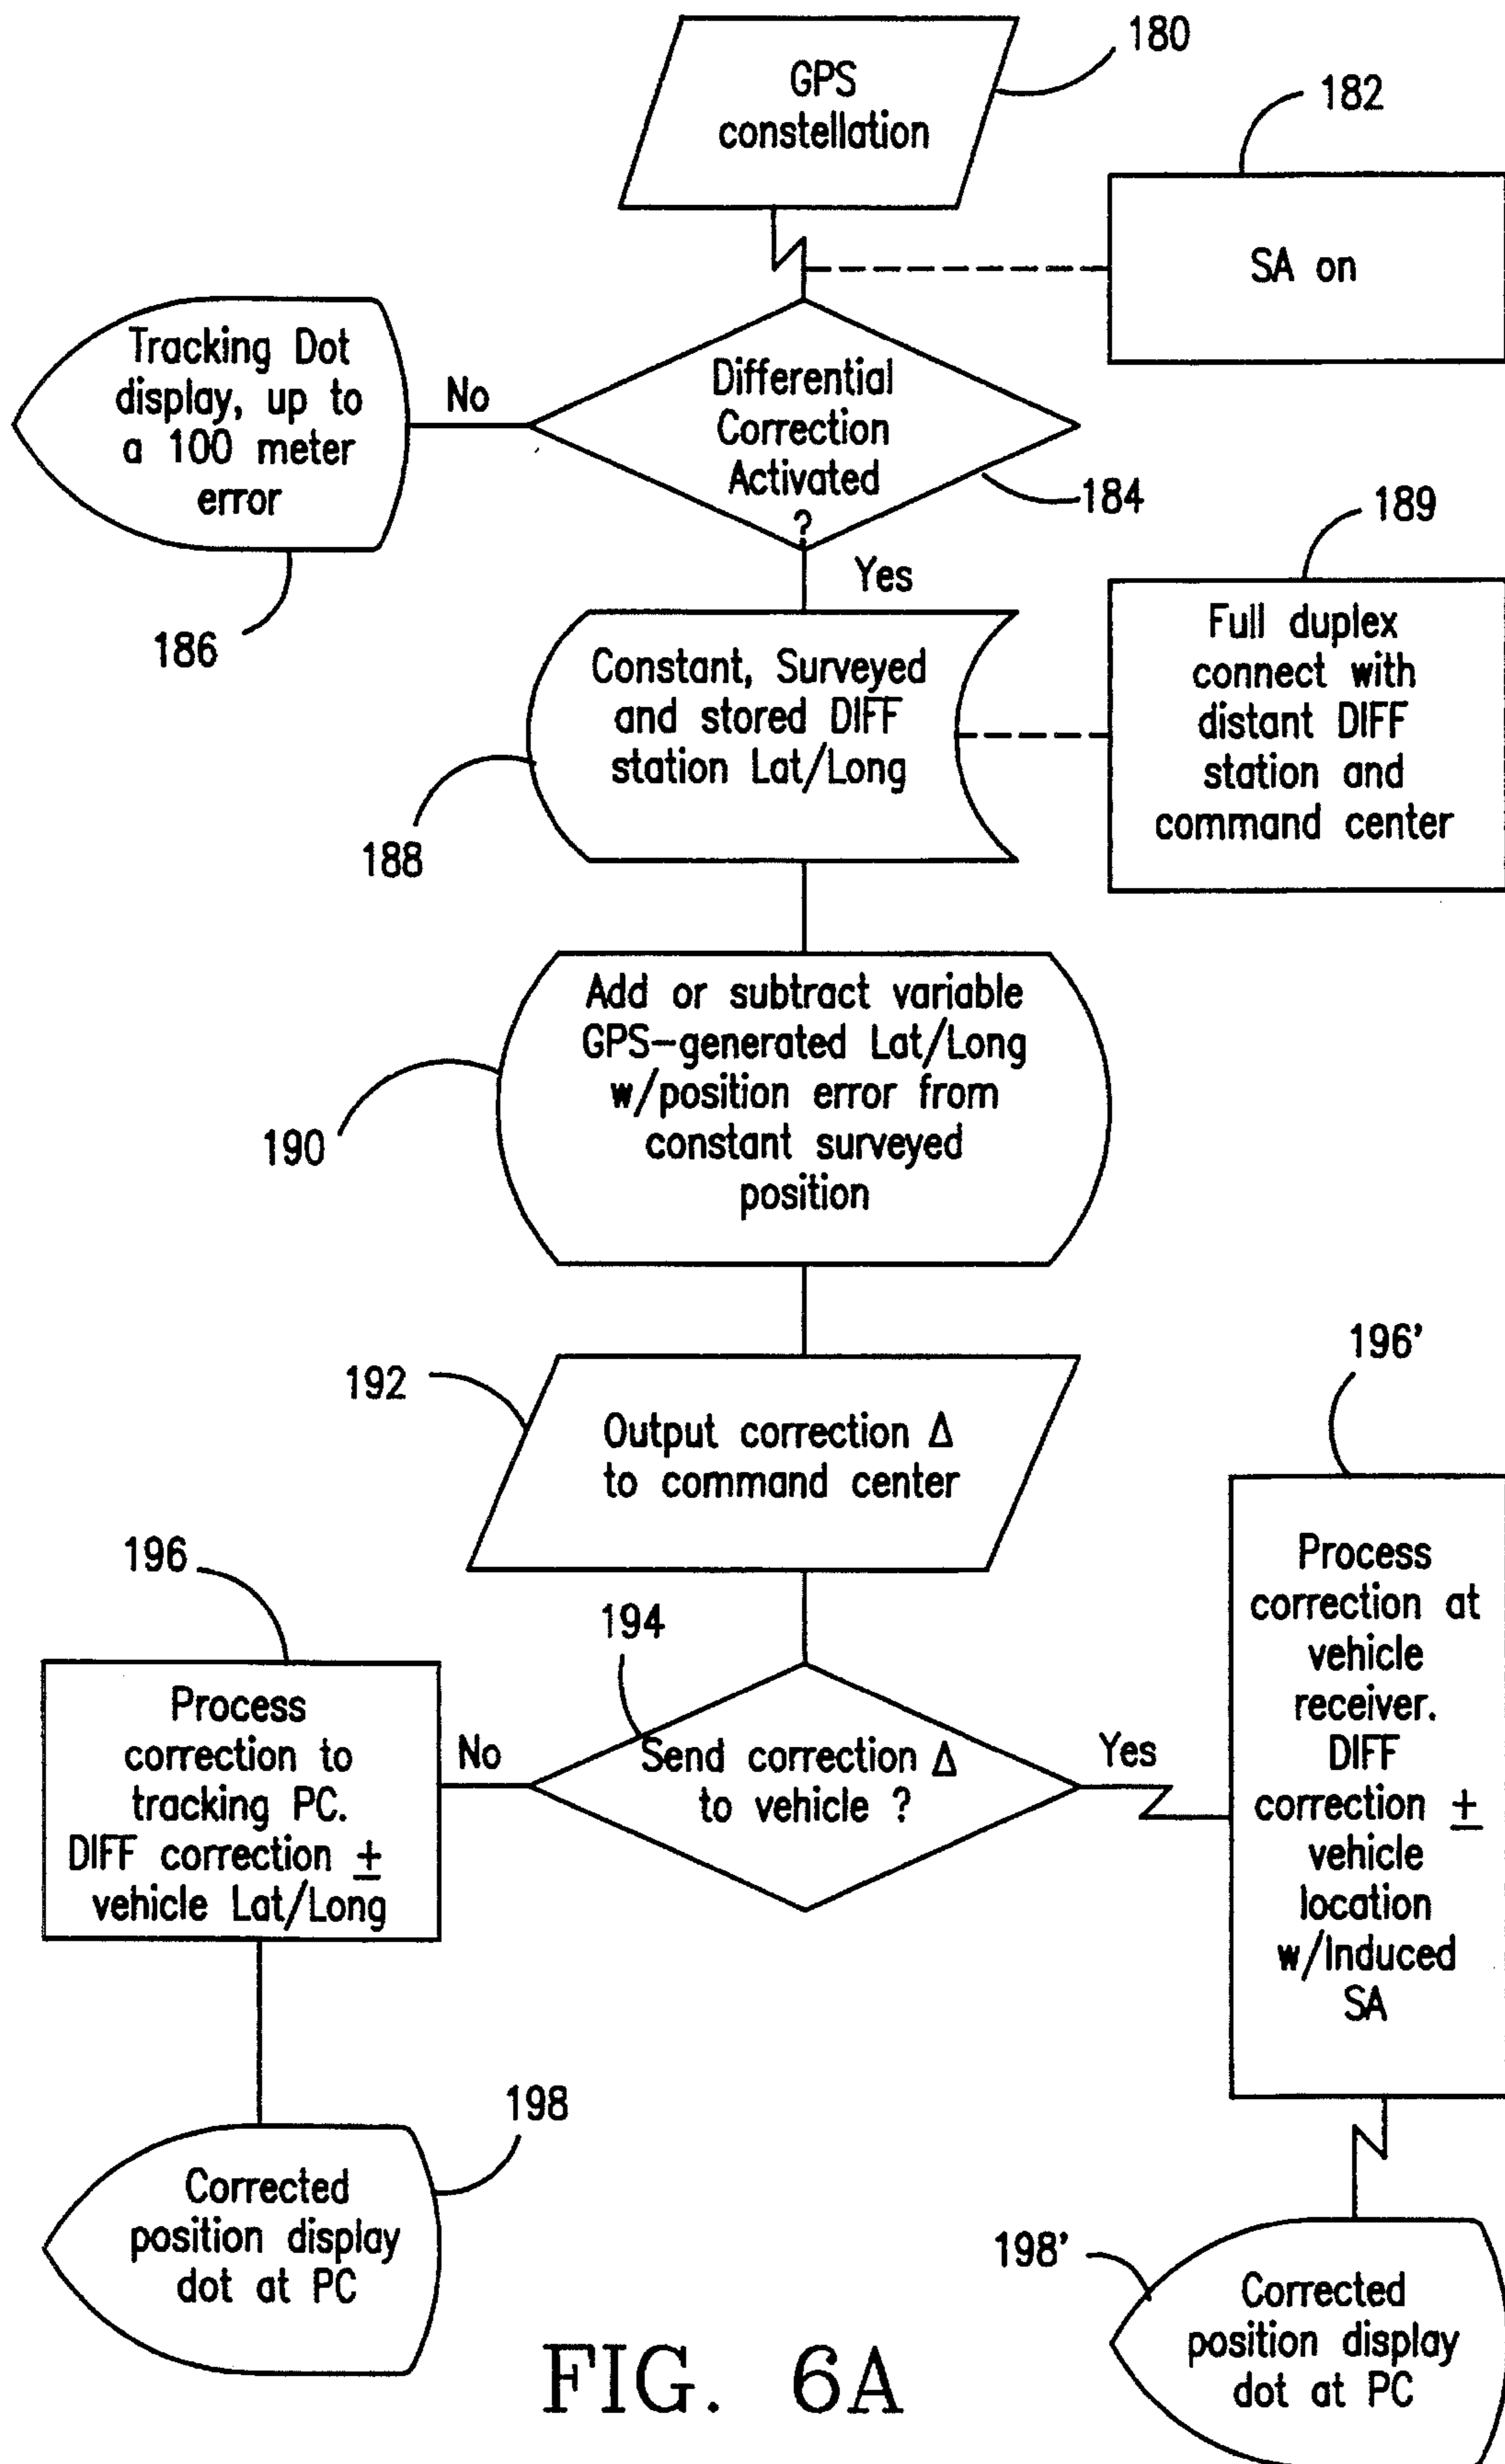 180
GPS
constellation
182
SA on
Tracking Dot
display, up to
a 100 meter
error
No
Differential
Correction
Activated
?
184
186
Yes
189
Full duplex
connect with
distant DIFF
station and
command center
Constant, Surveyed
and stored DIFF
station Lat/Long
188
Add or subtract variable
GPS-generated Lat/Long
w/position error from
constant surveyed
position
190
192
Output correction Δ
to command center
196'
196
194
Process
correction to
tracking PC.
DIFF correction ±
vehicle Lat/Long
No
Send correction Δ
to vehicle ?
Yes
Process
correction at
vehicle
receiver.
DIFF
correction ±
vehicle
location
w/Induced
SA
198
Corrected
position display
dot at PC
198'
Corrected
position display
dot at PC
FIG. 6A